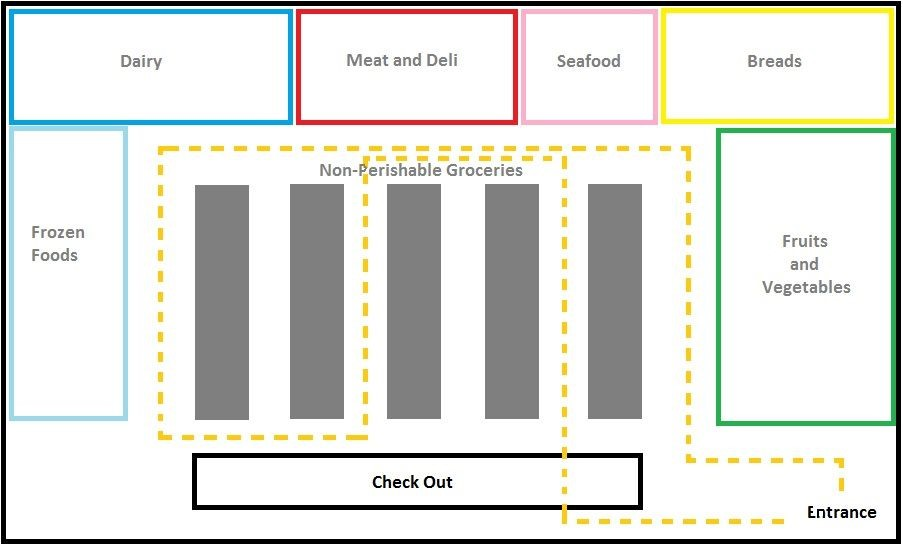 Dairy
Meat and Deli
Seafood
Breads
Non-Perishable Groceries
Frozen
Foods
Fruits
and
Vegetables
Check Out
Entrance